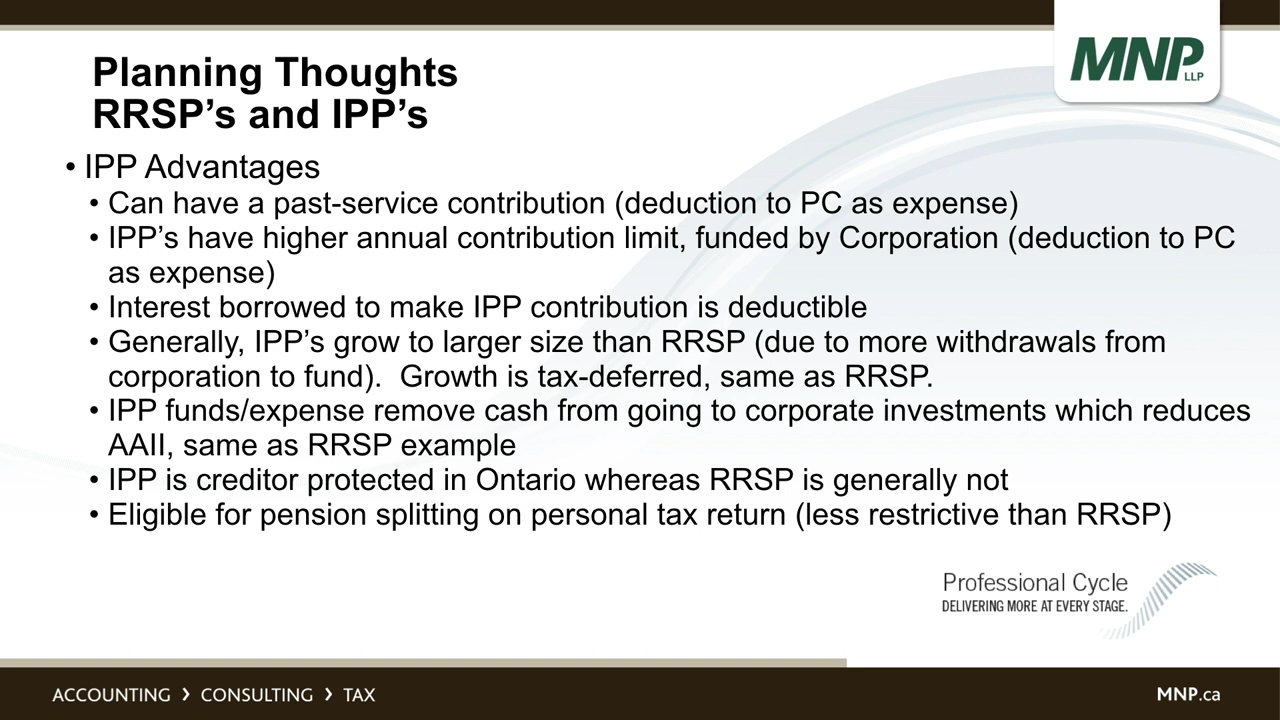 MNP
LLP
Planning Thoughts
RRSP’s and IPP’s
• IPP Advantages
• Can have a past-service contribution (deduction to PC as expense)
• IPP’s have higher annual contribution limit, funded by Corporation (deduction to PC
as expense)
• Interest borrowed to make IPP contribution is deductible
• Generally, IPP’s grow to larger size than RRSP (due to more withdrawals from
corporation to fund).  Growth is tax-deferred, same as RRSP.
• IPP funds/expense remove cash from going to corporate investments which reduces
AAII, same as RRSP example
• IPP is creditor protected in Ontario whereas RRSP is generally not
• Eligible for pension splitting on personal tax return (less restrictive than RRSP)
Professional Cycle
DELIVERING MORE AT EVERY STAGE.
ACCOUNTING › CONSULTING › TAX
MNP.ca